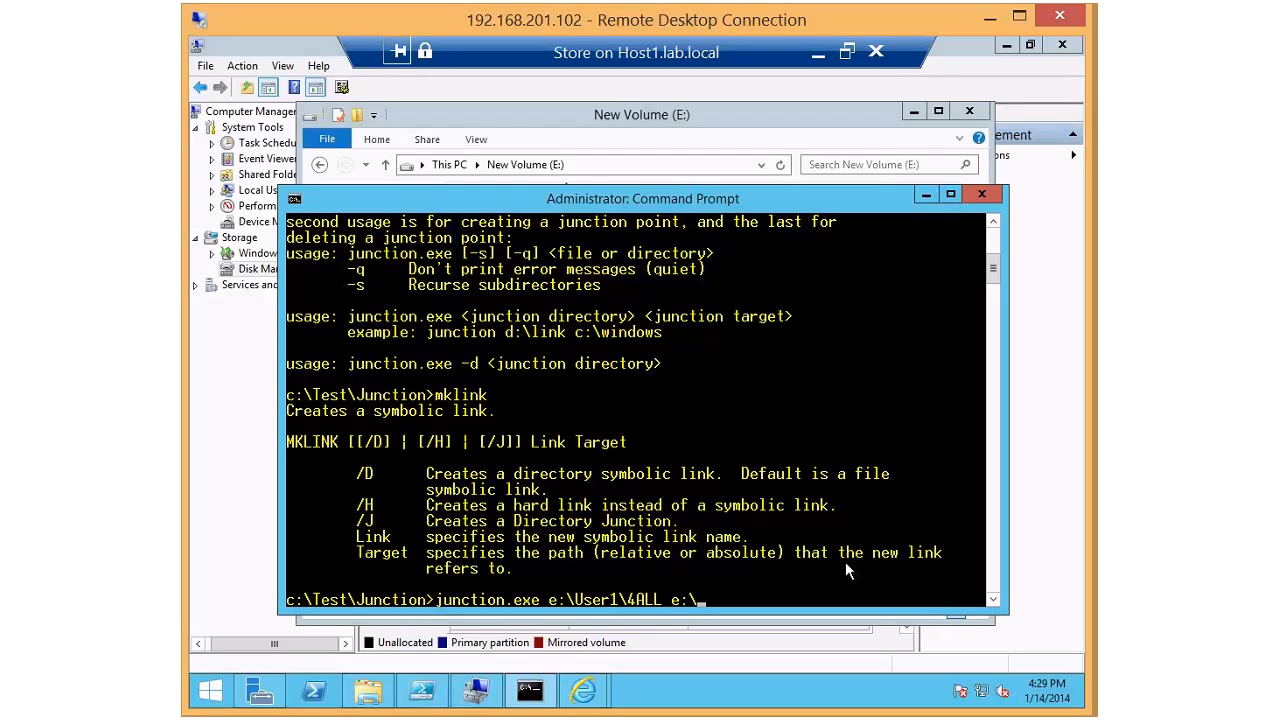 192.168.201.102 - Remote Desktop Connection
Store on Host1.lab.local
File Action View Help
Computer Manager
System Tools
Task Schedu
Event Viewer
Shared Folde
Local Us
Perform
Device M
Storage
Window
Disk Ma
Services and
ement
ons
New Volume (E:)
File Home Share View
This PC New Volume (E:) Search New Volume (E:)
Administrator: Command Prompt
second usage is for creating a junction point, and the last for
deleting a junction point:
usage: junction.exe [-s] [-q] <file or directory>
-q Don't print error messages (quiet)
-s Recurse subdirectories
usage: junction.exe <junction directory> <junction target>
example: junction d:\link c:\windows
usage: junction.exe -d <junction directory>
c:\Test\Junction>mklink
Creates a symbolic link.
MKLINK [[/D] | [/H] | [/J]] Link Target
/D Creates a directory symbolic link. Default is a file
symbolic link.
/H Creates a hard link instead of a symbolic link.
/J Creates a Directory Junction.
Link specifies the new symbolic link name.
Target specifies the path (relative or absolute) that the new link
refers to.
c:\Test\Junction>junction.exe e:\User1\4ALL e:\_
Unallocated Primary partition Mirrored volume
4:29 PM
1/14/2014